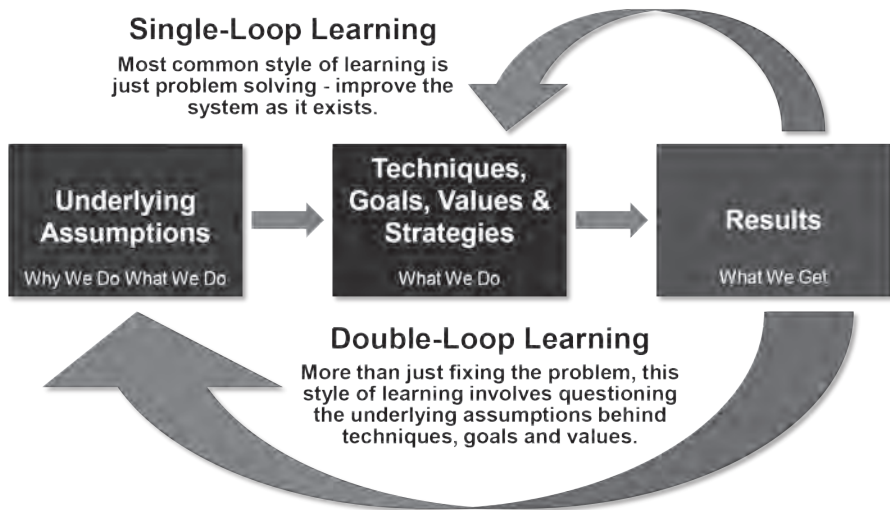 Single-Loop Learning
Most common style of learning is
just problem solving - improve the
system as it exists.
Underlying
Assumptions
Why We Do What We Do
Techniques,
Goals, Values &
Strategies
What We Do
Results
What We Get
Double-Loop Learning
More than just fixing the problem, this
style of learning involves questioning
the underlying assumptions behind
techniques, goals and values.